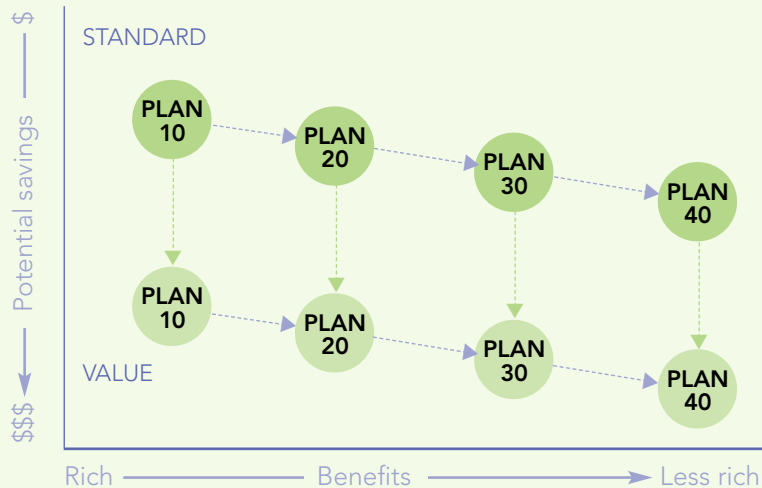 $
Potential savings
$$$
STANDARD
PLAN
10
PLAN
20
PLAN
30
PLAN
40
PLAN
10
PLAN
20
PLAN
30
PLAN
40
VALUE
Rich Benefits Less rich